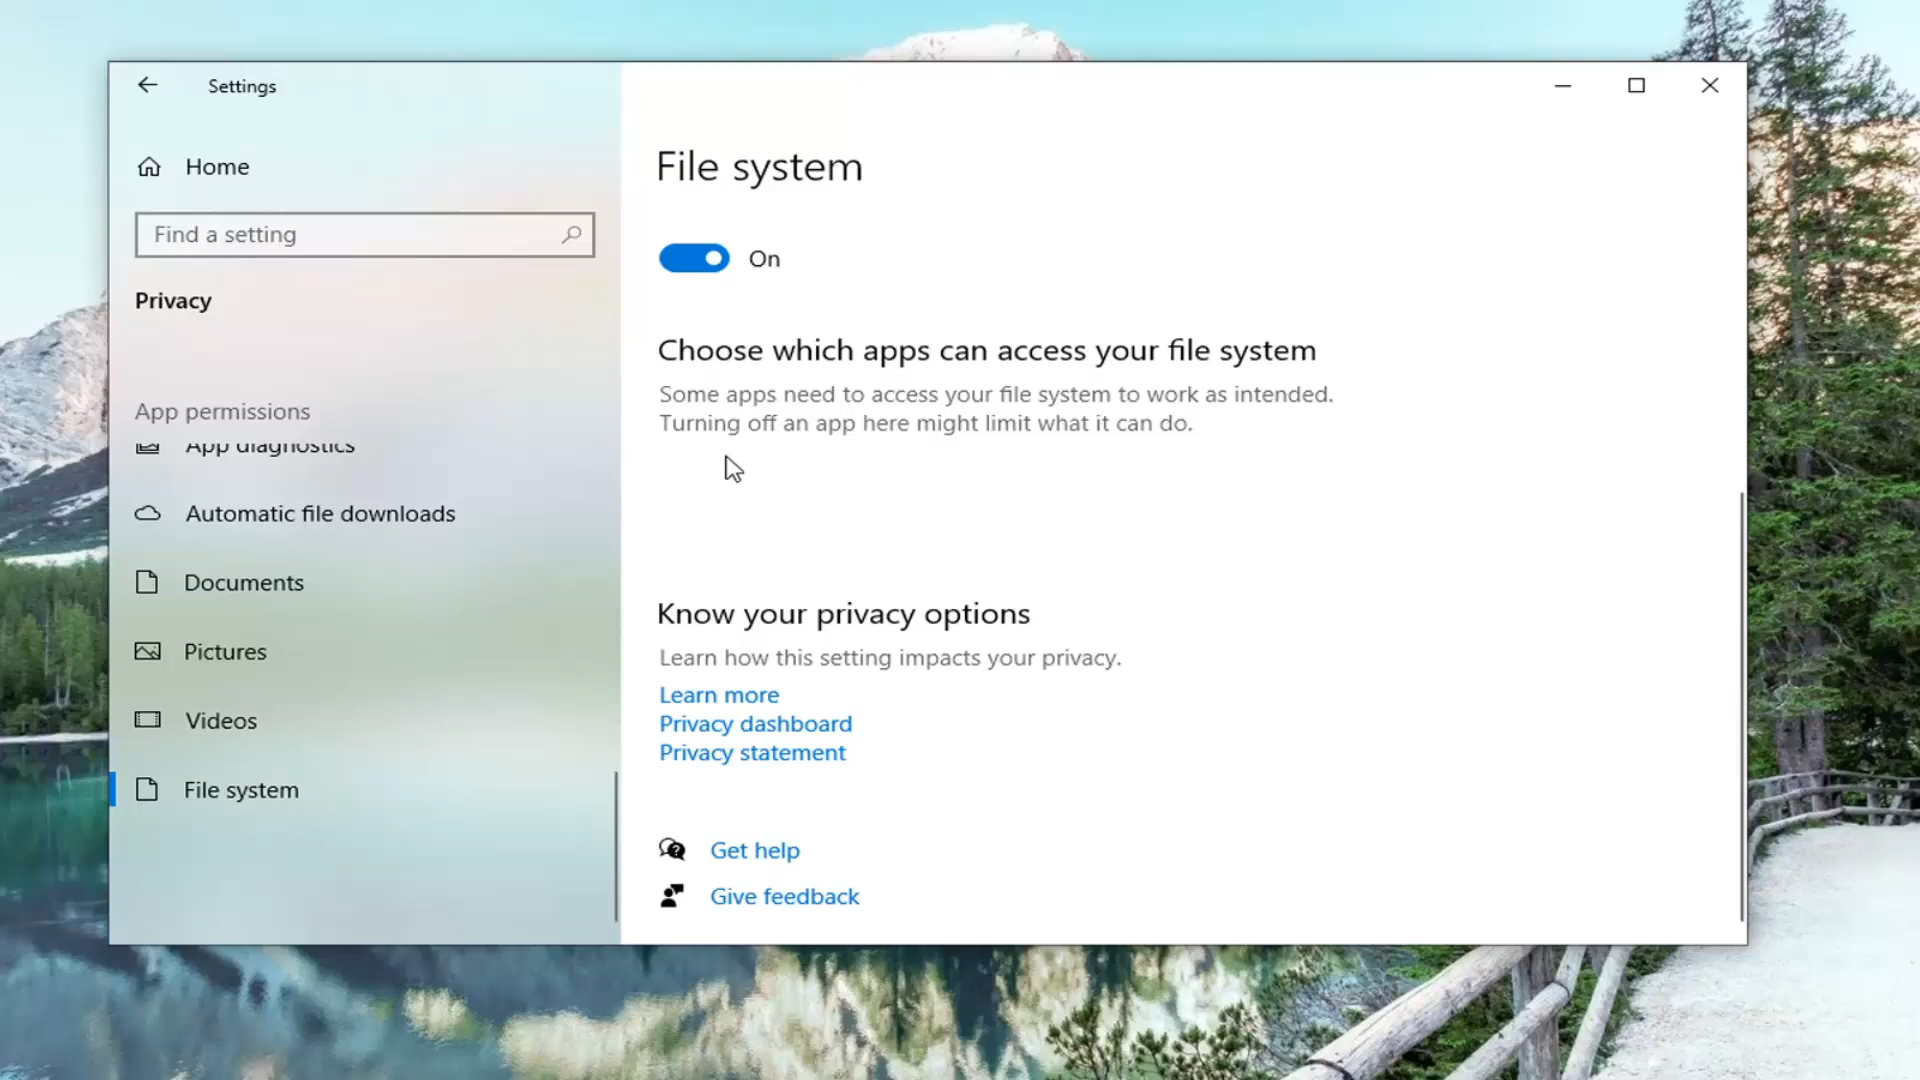 Settings
Home
Find a setting
Privacy
App permissions
App diagnostics
Automatic file downloads
Documents
Pictures
Videos
File system
File system
On
Choose which apps can access your file system
Some apps need to access your file system to work as intended.
Turning off an app here might limit what it can do.
Know your privacy options
Learn how this setting impacts your privacy.
Learn more
Privacy dashboard
Privacy statement
Get help
Give feedback